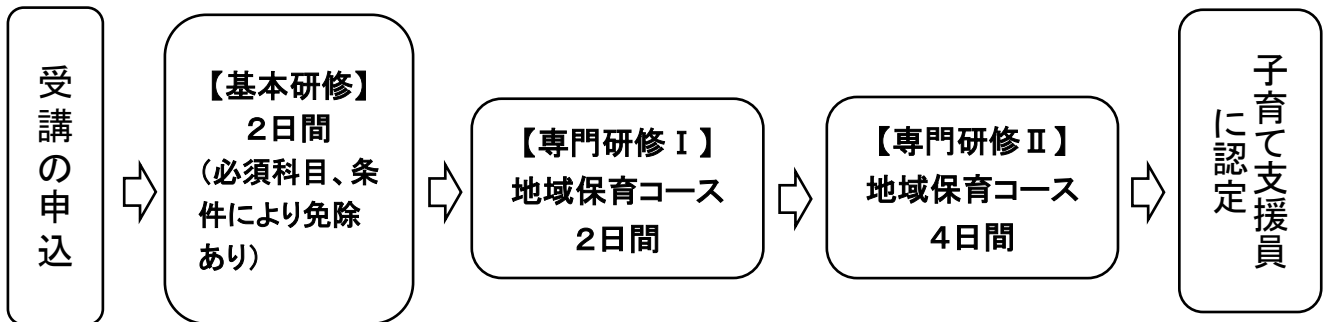 受講の申込
【基本研修】
２日間
（必須科目、条
件により免除
あり）
【専門研修Ⅰ】
地域保育コース
２日間
【専門研修Ⅱ】
地域保育コース
４日間
子育て支援員
に認定